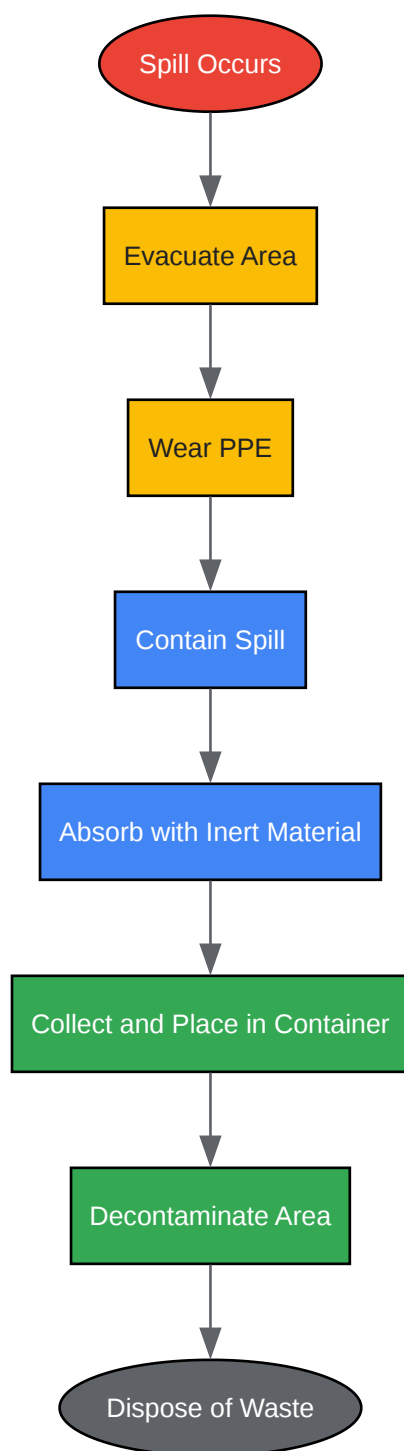 Spill Occurs
Evacuate Area
Wear PPE
Contain Spill
Absorb with Inert Material
Collect and Place in Container
Decontaminate Area
Dispose of Waste